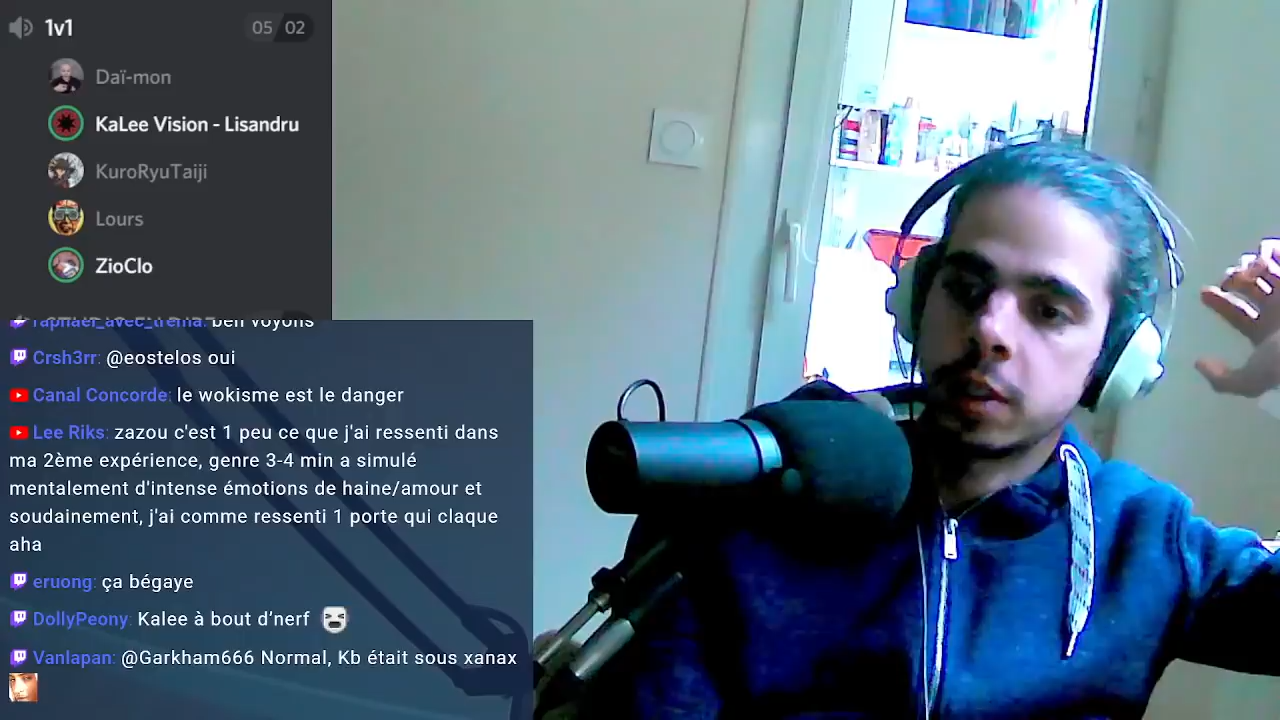 1v1 05 02
Daï-mon
KaLee Vision - Lisandru
KuroRyuTaiji
Lours
ZioClo
raphael_avec_trema: ben voyons
Crsh3rr: @eostelos oui
Canal Concorde: le wokisme est le danger
Lee Riks: zazou c'est 1 peu ce que j'ai ressenti dans
ma 2ème expérience, genre 3-4 min a simulé
mentalement d'intense émotions de haine/amour et
soudainement, j'ai comme ressenti 1 porte qui claque
aha
eruong: ça bégaye
DollyPeony: Kalee à bout d’nerf
Vanlapan: @Garkham666 Normal, Kb était sous xanax